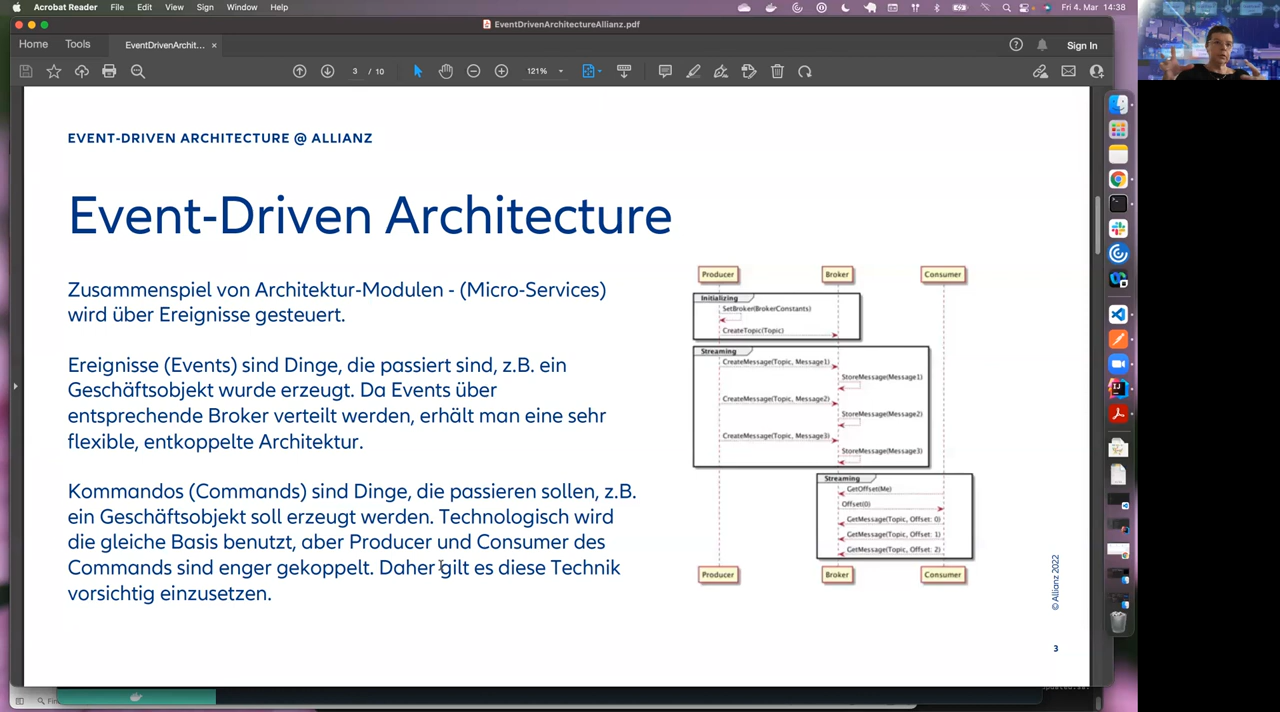 Acrobat Reader File Edit View Sign Window Help
Fr 4. Mar 14:38
EventDrivenArchitectureAllianz.pdf
Home Tools EventDrivenArchit... × Sign In
3 / 10 121%
EVENT-DRIVEN ARCHITECTURE @ ALLIANZ
Event-Driven Architecture
Zusammenspiel von Architektur-Modulen - (Micro-Services)
wird über Ereignisse gesteuert.
Ereignisse (Events) sind Dinge, die passiert sind, z.B. ein
Geschäftsobjekt wurde erzeugt. Da Events über
entsprechende Broker verteilt werden, erhält man eine sehr
flexible, entkoppelte Architektur.
Kommandos (Commands) sind Dinge, die passieren sollen, z.B.
ein Geschäftsobjekt soll erzeugt werden. Technologisch wird
die gleiche Basis benutzt, aber Producer und Consumer des
Commands sind enger gekoppelt. Daher gilt es diese Technik
vorsichtig einzusetzen.
Producer Broker Consumer
Initializing
SetBroker(BrokerConstants)
CreateTopic(Topic)
Streaming
CreateMessage(Topic, Message1)
StoreMessage(Message1)
CreateMessage(Topic, Message2)
StoreMessage(Message2)
CreateMessage(Topic, Message3)
StoreMessage(Message3)
Streaming
GetOffset(Me)
Offset(0)
GetMessage(Topic, Offset: 0)
GetMessage(Topic, Offset: 1)
GetMessage(Topic, Offset: 2)
Producer Broker Consumer
© Allianz 2022
3